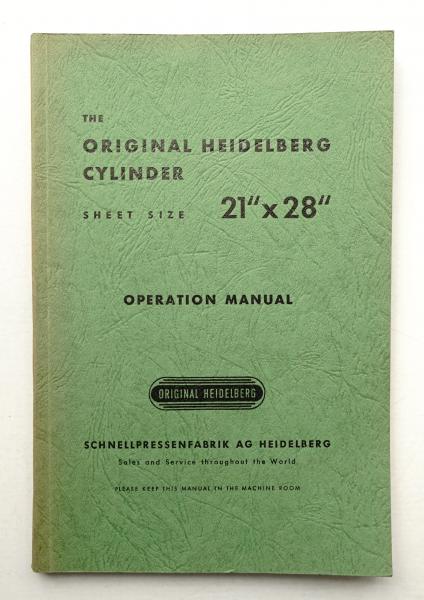 THE
ORIGINAL HEIDELBERG
CYLINDER
SHEET SIZE 21" x 28"
OPERATION MANUAL
ORIGINAL HEIDELBERG
SCHNELLPRESSENFABRIK AG HEIDELBERG
Sales and Service throughout the World
PLEASE KEEP THIS MANUAL IN THE MACHINE ROOM